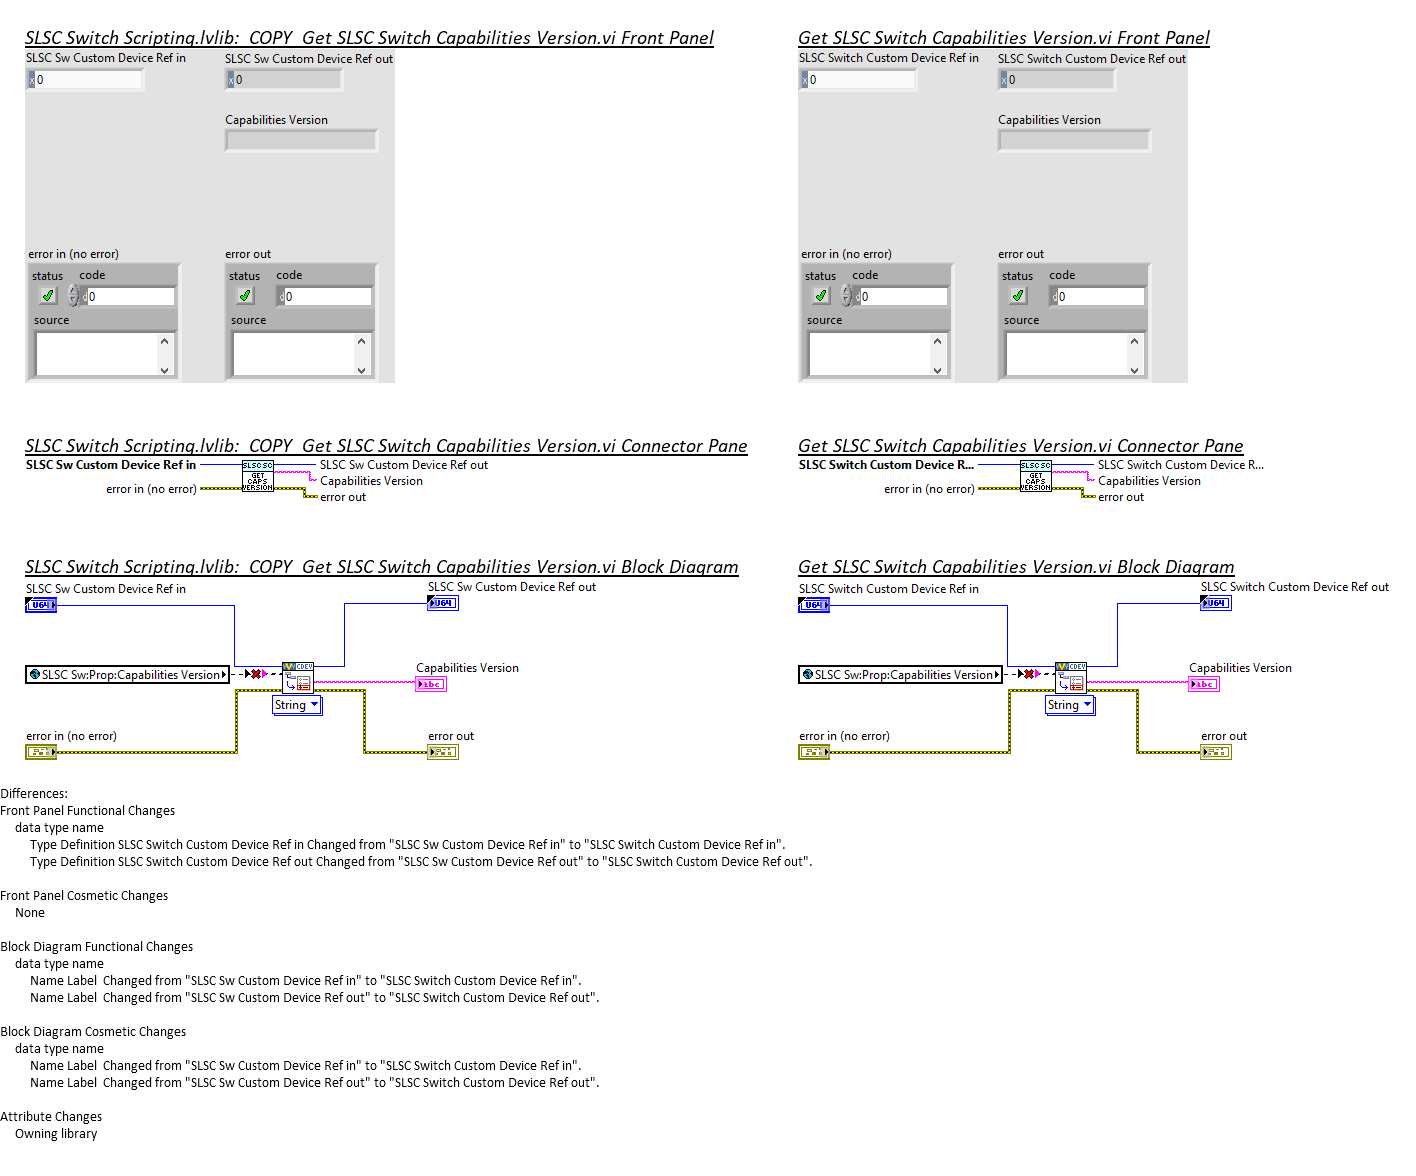 SLSC Switch Scripting.lvlib:  COPY  Get SLSC Switch Capabilities Version.vi Front Panel
SLSC Sw Custom Device Ref in
SLSC Sw Custom Device Ref out
x 0
x 0
Capabilities Version
error in (no error)
error out
status
code
status
code
d 0
d 0
source
source
Get SLSC Switch Capabilities Version.vi Front Panel
SLSC Switch Custom Device Ref in
SLSC Switch Custom Device Ref out
x 0
x 0
Capabilities Version
error in (no error)
error out
status
code
status
code
d 0
d 0
source
source
SLSC Switch Scripting.lvlib:  COPY  Get SLSC Switch Capabilities Version.vi Connector Pane
SLSC Sw Custom Device Ref in
SLSC SC
GET
CAPS
VERSION
SLSC Sw Custom Device Ref out
Capabilities Version
error in (no error)
error out
Get SLSC Switch Capabilities Version.vi Connector Pane
SLSC Switch Custom Device R...
SLSC SC
GET
CAPS
VERSION
SLSC Switch Custom Device R...
Capabilities Version
error in (no error)
error out
SLSC Switch Scripting.lvlib:  COPY  Get SLSC Switch Capabilities Version.vi Block Diagram
SLSC Sw Custom Device Ref in
SLSC Sw Custom Device Ref out
U64
U64
SLSC Sw:Prop:Capabilities Version
CDEV
Capabilities Version
abc
String
error in (no error)
error out
Get SLSC Switch Capabilities Version.vi Block Diagram
SLSC Switch Custom Device Ref in
SLSC Switch Custom Device Ref out
U64
U64
SLSC Sw:Prop:Capabilities Version
CDEV
Capabilities Version
abc
String
error in (no error)
error out
Differences:
Front Panel Functional Changes
data type name
Type Definition SLSC Switch Custom Device Ref in Changed from "SLSC Sw Custom Device Ref in" to "SLSC Switch Custom Device Ref in".
Type Definition SLSC Switch Custom Device Ref out Changed from "SLSC Sw Custom Device Ref out" to "SLSC Switch Custom Device Ref out".
Front Panel Cosmetic Changes
None
Block Diagram Functional Changes
data type name
Name Label  Changed from "SLSC Sw Custom Device Ref in" to "SLSC Switch Custom Device Ref in".
Name Label  Changed from "SLSC Sw Custom Device Ref out" to "SLSC Switch Custom Device Ref out".
Block Diagram Cosmetic Changes
data type name
Name Label  Changed from "SLSC Sw Custom Device Ref in" to "SLSC Switch Custom Device Ref in".
Name Label  Changed from "SLSC Sw Custom Device Ref out" to "SLSC Switch Custom Device Ref out".
Attribute Changes
Owning library